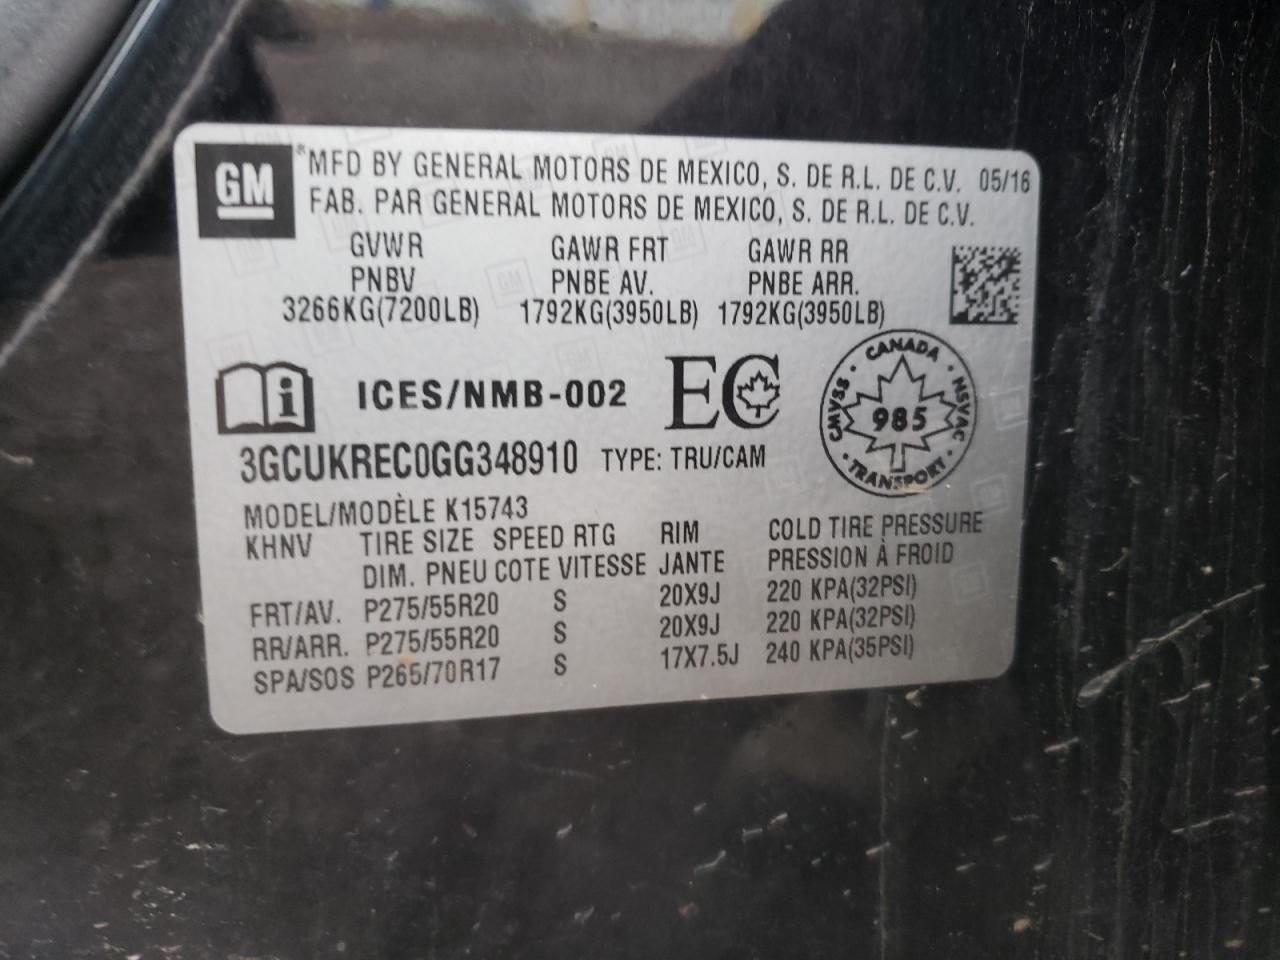 GM
*MFD BY GENERAL MOTORS DE MEXICO, S. DE R.L. DE C.V. 05/16
FAB. PAR GENERAL MOTORS DE MEXICO, S. DE R.L. DE C.V.
GVWR GAWR FRT GAWR RR
PNBV PNBE AV. PNBE ARR.
3266KG(7200LB) 1792KG(3950LB) 1792KG(3950LB)
i ICES/NMB-002 EC
CANADA
CMVSS 985 NSVAC
TRANSPORT
3GCUKREC0GG348910 TYPE: TRU/CAM
MODEL/MODÈLE K15743
KHNV TIRE SIZE SPEED RTG RIM COLD TIRE PRESSURE
DIM. PNEU COTE VITESSE JANTE PRESSION À FROID
FRT/AV. P275/55R20 S 20X9J 220 KPA(32PSI)
RR/ARR. P275/55R20 S 20X9J 220 KPA(32PSI)
SPA/SOS P265/70R17 S 17X7.5J 240 KPA(35PSI)